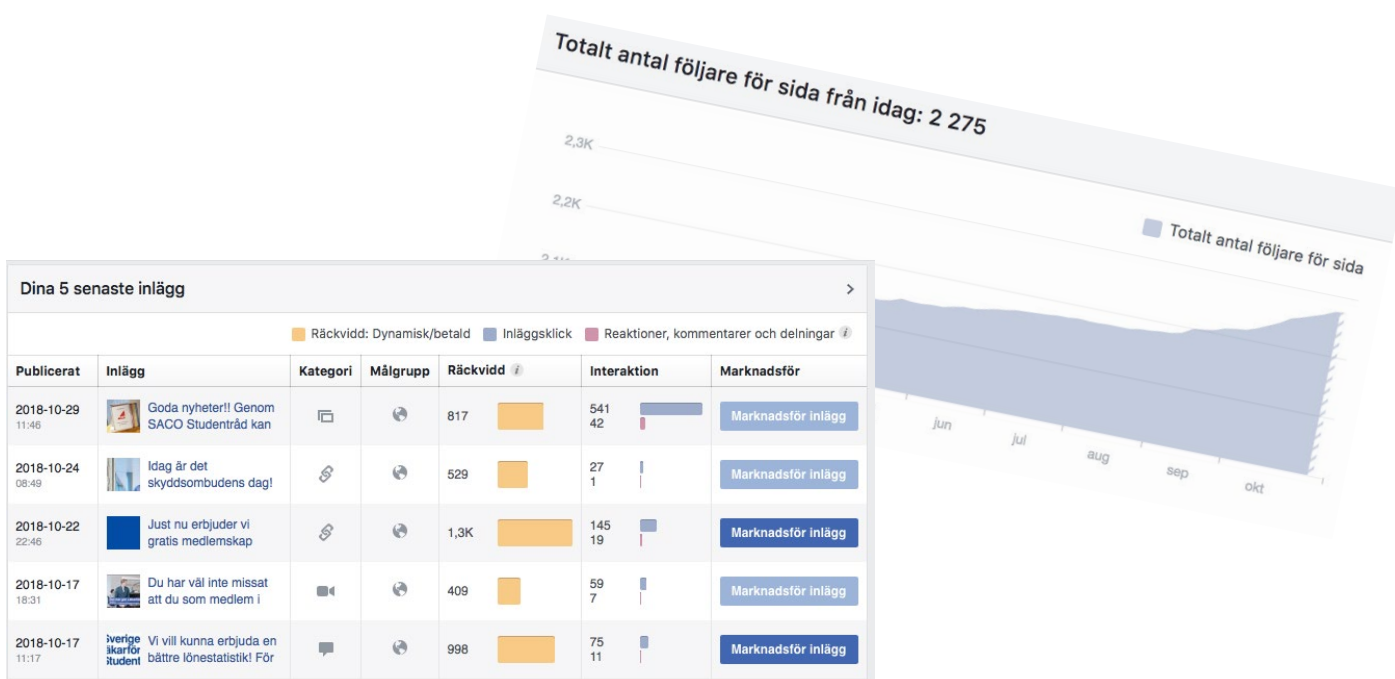 Totalt antal följare för sida från idag: 2 275
2,3K
2,2K
Totalt antal följare för sida
jun
jul
aug
sep
okt
Dina 5 senaste inlägg
Räckvidd: Dynamisk/betald Inläggsklick Reaktioner, kommentarer och delningar i
Publicerat Inlägg Kategori Målgrupp Räckvidd i Interaktion Marknadsför
2018-10-29 Goda nyheter!! Genom 817 541 Marknadsför inlägg
11:46 SACO Studentråd kan 42
2018-10-24 Idag är det 529 27 Marknadsför inlägg
08:49 skyddsombudens dag! 1
2018-10-22 Just nu erbjuder vi 1,3K 145 Marknadsför inlägg
22:46 gratis medlemskap 19
2018-10-17 Du har väl inte missat 409 59 Marknadsför inlägg
18:31 att du som medlem i 7
2018-10-17 Vi vill kunna erbjuda en 998 75 Marknadsför inlägg
11:17 bättre lönestatistik! För 11